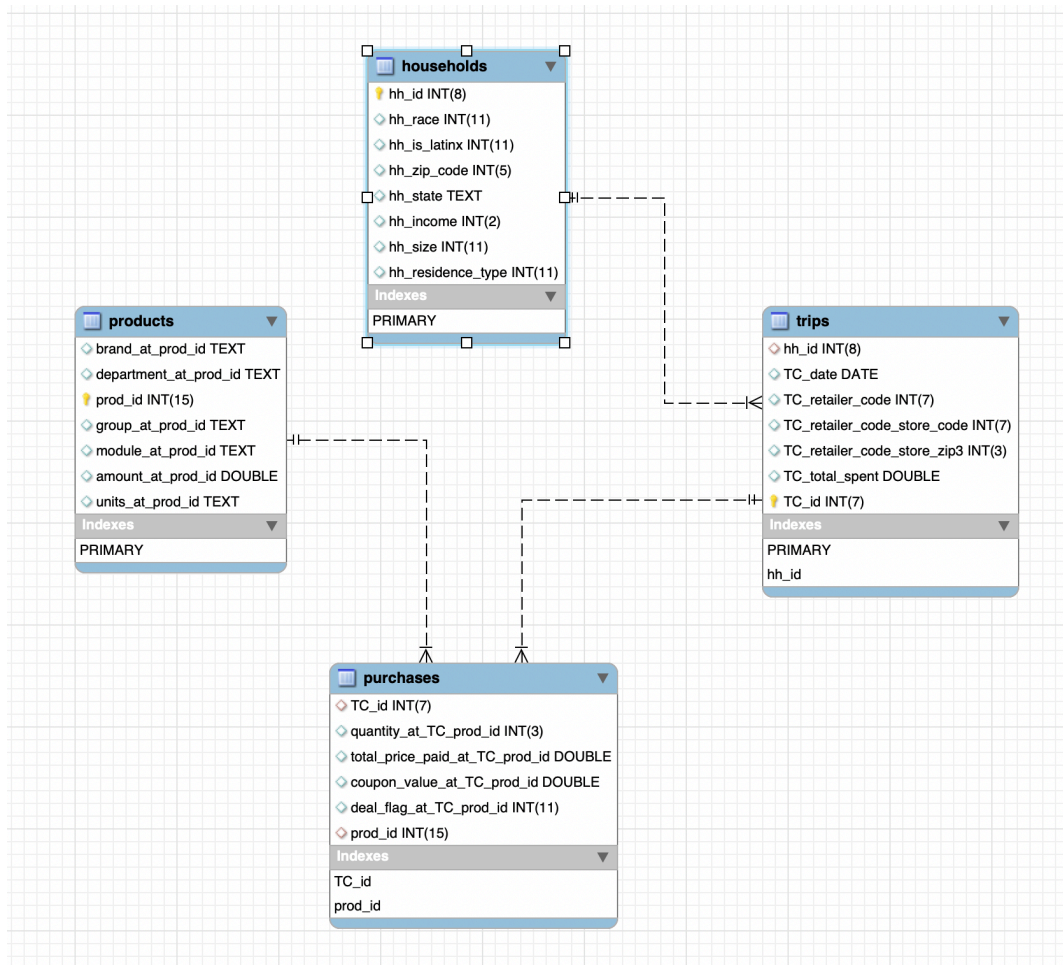 households
hh_id INT(8)
hh_race INT(11)
hh_is_latinx INT(11)
hh_zip_code INT(5)
hh_state TEXT
hh_income INT(2)
hh_size INT(11)
hh_residence_type INT(11)
Indexes
PRIMARY
products
brand_at_prod_id TEXT
department_at_prod_id TEXT
prod_id INT(15)
group_at_prod_id TEXT
module_at_prod_id TEXT
amount_at_prod_id DOUBLE
units_at_prod_id TEXT
Indexes
PRIMARY
trips
hh_id INT(8)
TC_date DATE
TC_retailer_code INT(7)
TC_retailer_code_store_code INT(7)
TC_retailer_code_store_zip3 INT(3)
TC_total_spent DOUBLE
TC_id INT(7)
Indexes
PRIMARY
hh_id
purchases
TC_id INT(7)
quantity_at_TC_prod_id INT(3)
total_price_paid_at_TC_prod_id DOUBLE
coupon_value_at_TC_prod_id DOUBLE
deal_flag_at_TC_prod_id INT(11)
prod_id INT(15)
Indexes
TC_id
prod_id